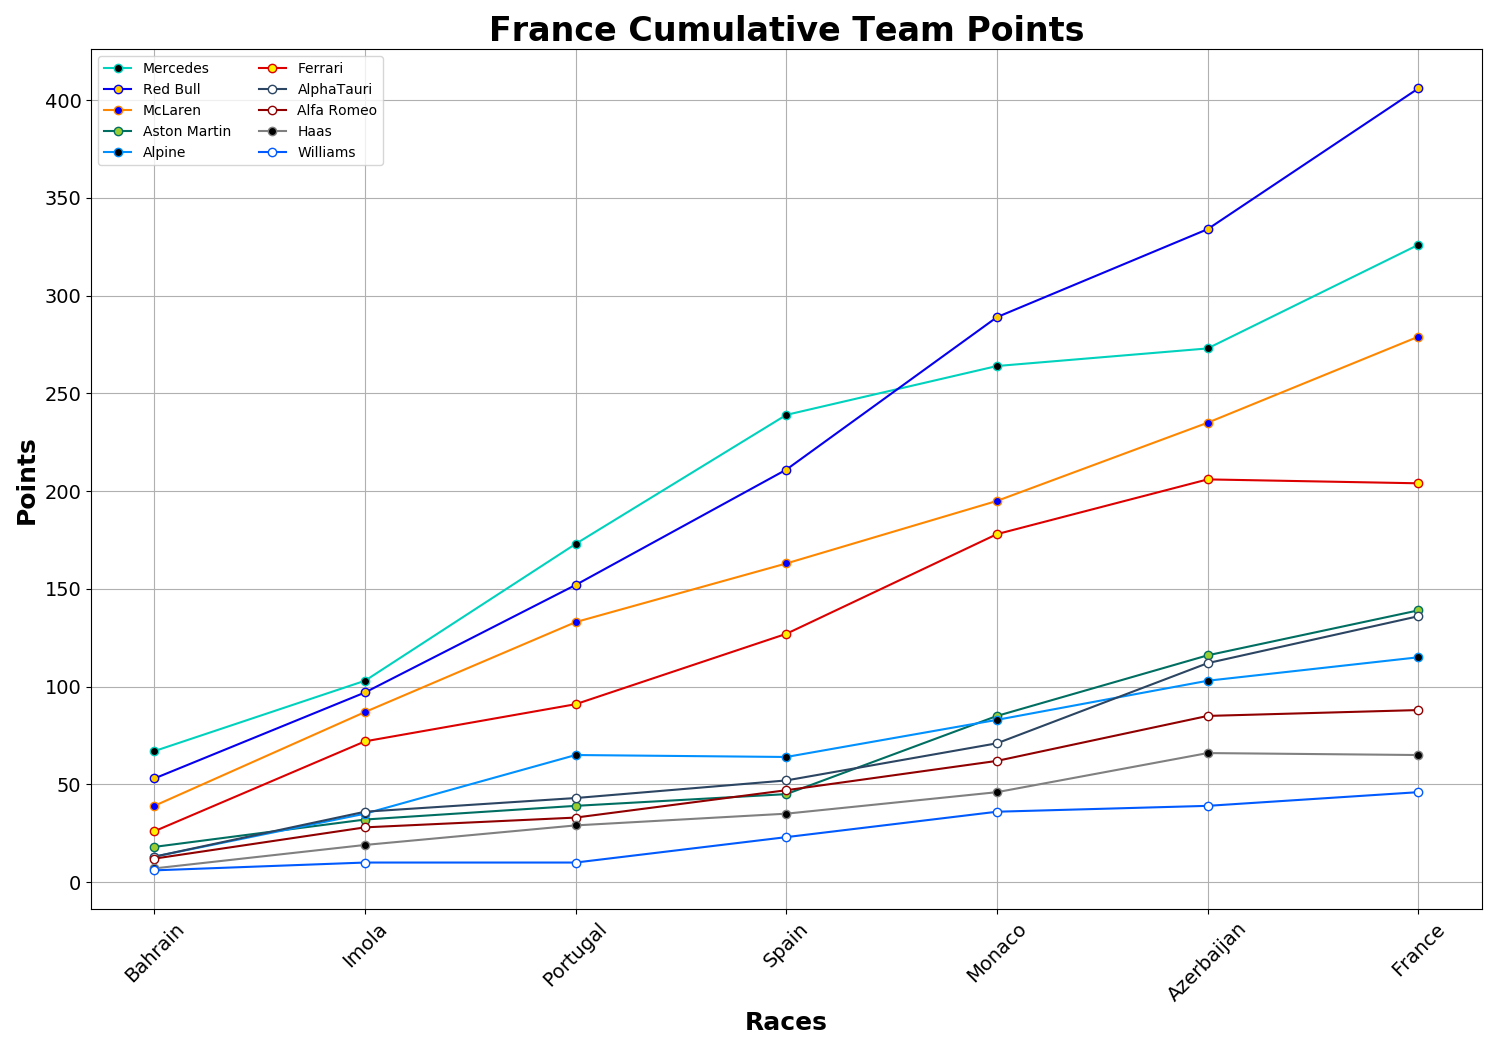 France Cumulative Team Points
Mercedes
Red Bull
McLaren
Aston Martin
Alpine
Ferrari
AlphaTauri
Alfa Romeo
Haas
Williams
400
350
300
250
200
150
100
50
0
Points
Bahrain
Imola
Portugal
Spain
Monaco
Azerbaijan
France
Races